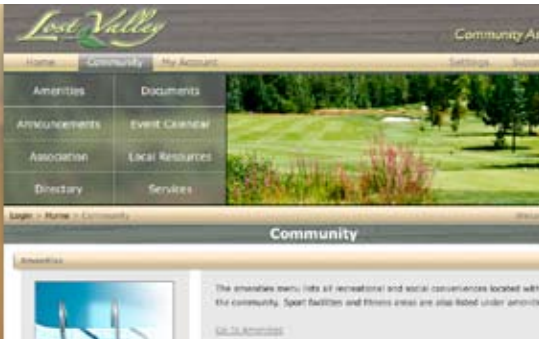 Lost Valley
Community
Home Community My Account
Settings
Amenities Documents
Announcements Event Calendar
Association Local Resources
Directory Services
Login > Home > Community
Community
Amenities
The amenities menu lists all recreational and social conveniences located
the community. Sport facilities and fitness areas are also listed under
Go To Amenities